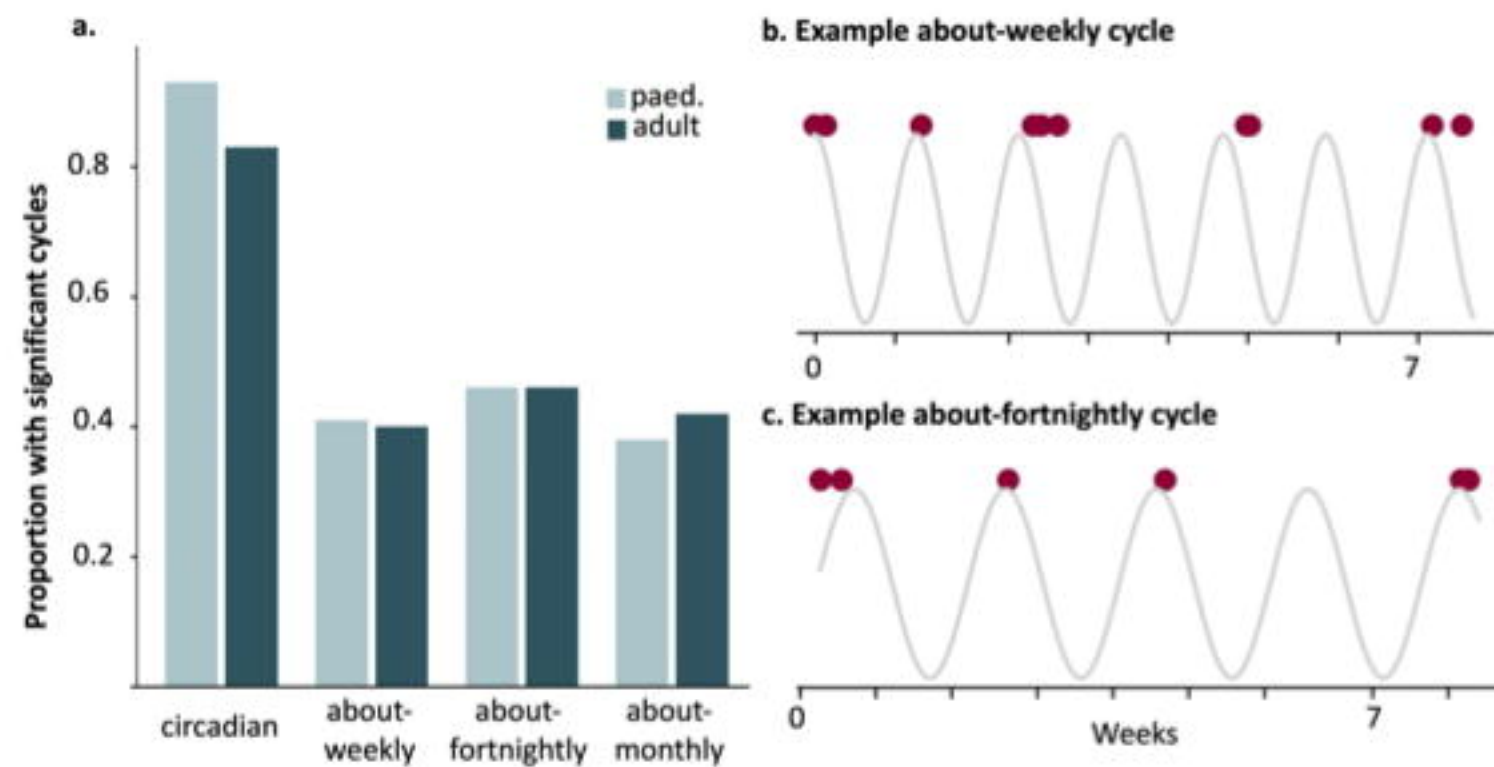 a.
Proportion with significant cycles
0.8
0.6
0.4
0.2
paed.
adult
circadian
about-
weekly
about-
fortnightly
about-
monthly
b. Example about-weekly cycle
0
7
c. Example about-fortnightly cycle
0
7
Weeks